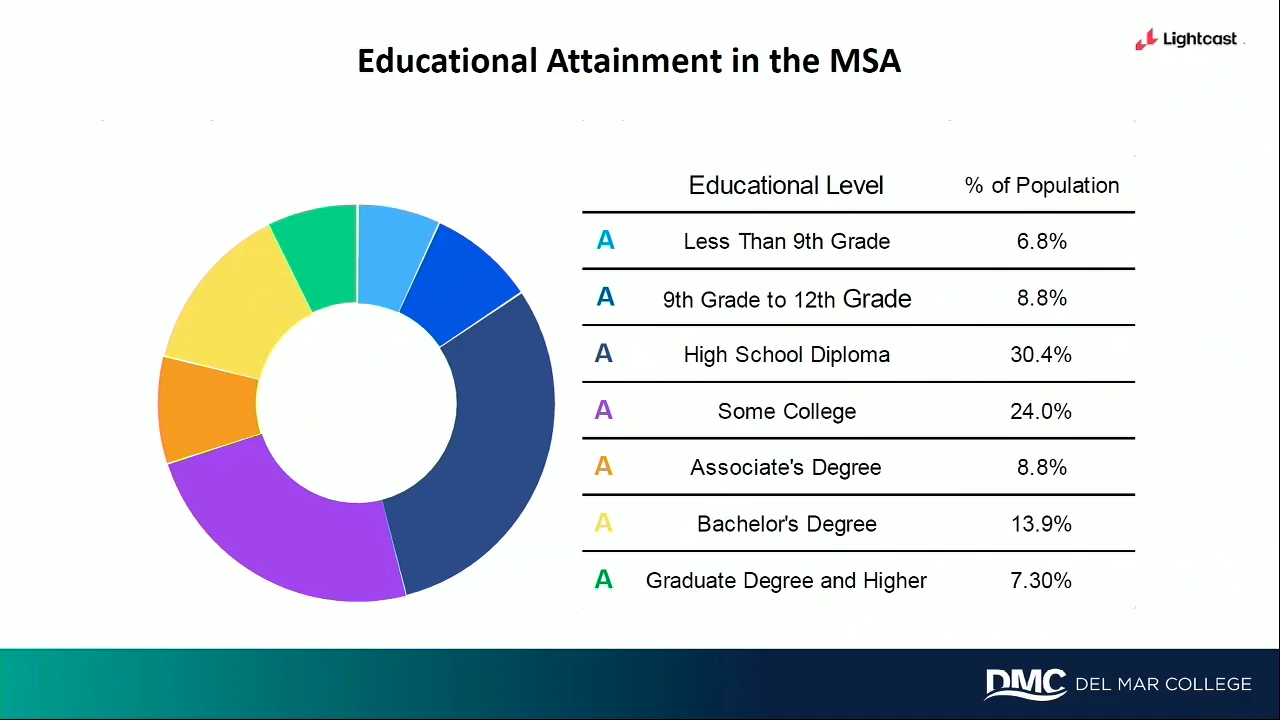 Lightcast
Educational Attainment in the MSA
Educational Level % of Population
A Less Than 9th Grade 6.8%
A 9th Grade to 12th Grade 8.8%
A High School Diploma 30.4%
A Some College 24.0%
A Associate's Degree 8.8%
A Bachelor's Degree 13.9%
A Graduate Degree and Higher 7.30%
DMC DEL MAR COLLEGE